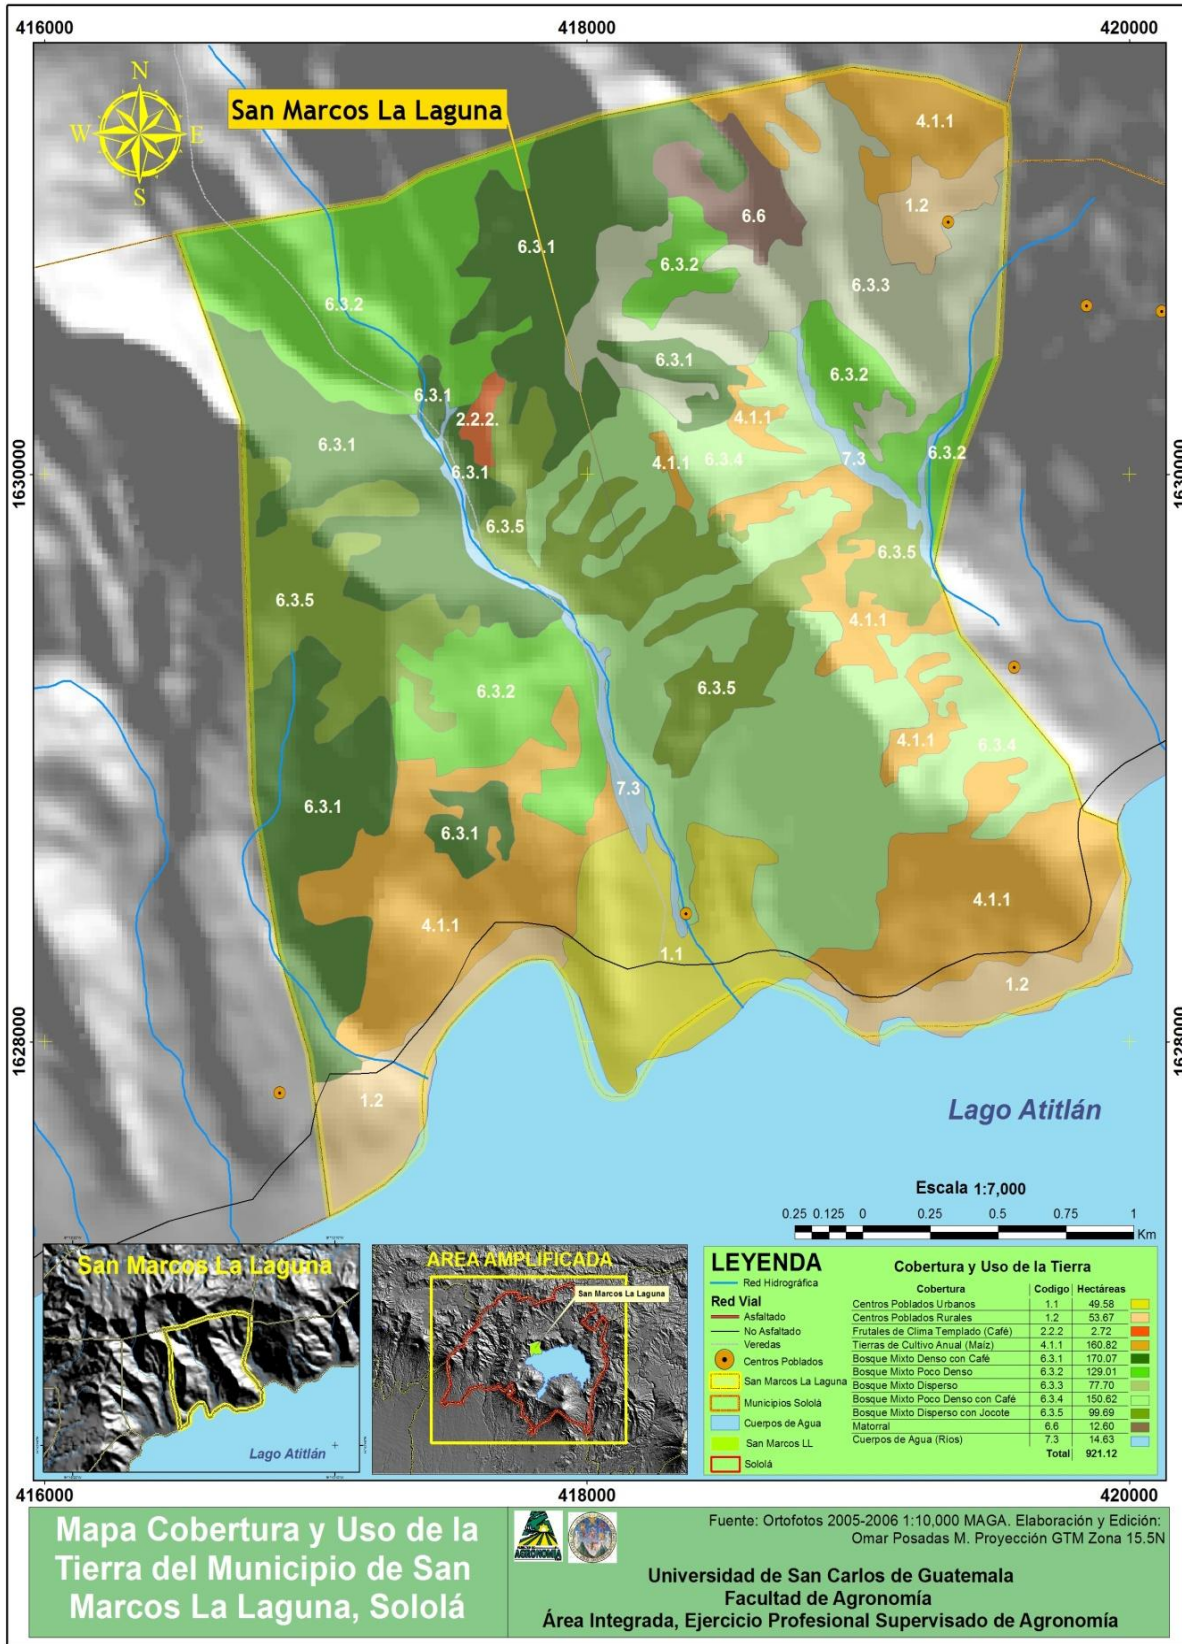 416000 418000 420000
N
W E
S
San Marcos La Laguna
4.1.1
1.2
6.6
6.3.1
6.3.2
6.3.3
6.3.2
6.3.1
6.3.2
6.3.1
2.2.2.
4.1.1
6.3.1
6.3.4
4.1.1
7.3
6.3.2
6.3.1
1630000
1630000
6.3.5
6.3.5
6.3.5
4.1.1
6.3.2
6.3.5
4.1.1
6.3.4
7.3
6.3.1
6.3.1
4.1.1
4.1.1
1.1
1.2
1628000
1628000
1.2
Lago Atitlán
Escala 1:7,000
0.25 0.125 0 0.25 0.5 0.75 1
Km
San Marcos La Laguna
Lago Atitlán
AREA AMPLIFICADA
San Marcos La Laguna
LEYENDA
Red Hidrográfica
Red Vial
Asfaltado
No Asfaltado
Veredas
Centros Poblados
San Marcos La Laguna
Municipios Sololá
Cuerpos de Agua
San Marcos LL
Sololá
Cobertura y Uso de la Tierra
Cobertura Codigo Hectáreas
Centros Poblados Urbanos 1.1 49.58
Centros Poblados Rurales 1.2 53.67
Frutales de Clima Templado (Café) 2.2.2 2.72
Tierras de Cultivo Anual (Maíz) 4.1.1 160.82
Bosque Mixto Denso con Café 6.3.1 170.07
Bosque Mixto Poco Denso 6.3.2 129.01
Bosque Mixto Disperso 6.3.3 77.70
Bosque Mixto Poco Denso con Café 6.3.4 150.62
Bosque Mixto Disperso con Jocote 6.3.5 99.69
Matorral 6.6 12.60
Cuerpos de Agua (Ríos) 7.3 14.63
Total 921.12
416000 418000 420000
Mapa Cobertura y Uso de la
Tierra del Municipio de San
Marcos La Laguna, Sololá
AGRONOMÍA
Fuente: Ortofotos 2005-2006 1:10,000 MAGA. Elaboración y Edición:
Omar Posadas M. Proyección GTM Zona 15.5N
Universidad de San Carlos de Guatemala
Facultad de Agronomía
Área Integrada, Ejercicio Profesional Supervisado de Agronomía